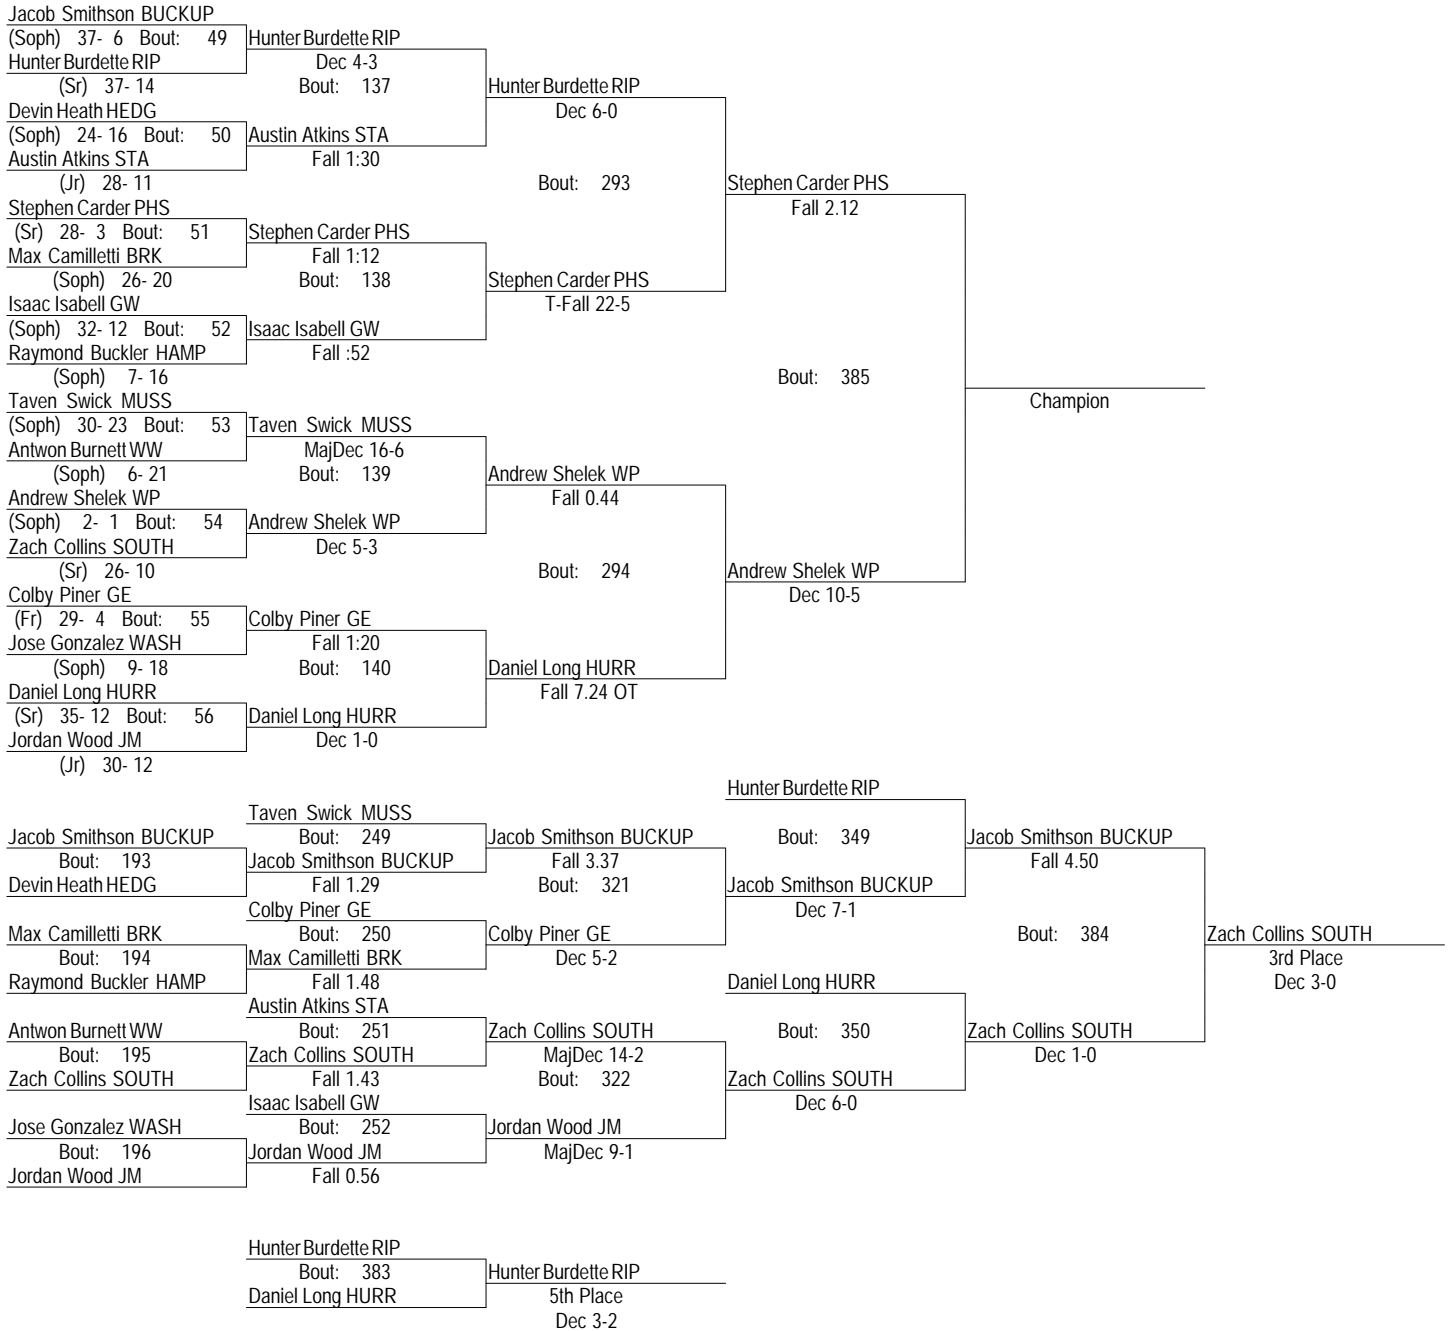 Jacob Smithson BUCKUP
(Soph) 37- 6 Bout: 49 Hunter Burdette RIP
Hunter Burdette RIP Dec 4-3
(Sr) 37- 14 Bout: 137 Hunter Burdette RIP
Devin Heath HEDG Dec 6-0
(Soph) 24- 16 Bout: 50 Austin Atkins STA
Austin Atkins STA Fall 1:30
(Jr) 28- 11 Bout: 293 Stephen Carder PHS
Stephen Carder PHS Fall 2.12
(Sr) 28- 3 Bout: 51 Stephen Carder PHS
Max Camilletti BRK Fall 1:12
(Soph) 26- 20 Bout: 138 Stephen Carder PHS
Isaac Isabell GW T-Fall 22-5
(Soph) 32- 12 Bout: 52 Isaac Isabell GW
Raymond Buckler HAMP Fall :52
(Soph) 7- 16 Bout: 385
Taven Swick MUSS Champion
(Soph) 30- 23 Bout: 53 Taven Swick MUSS
Antwon Burnett WW MajDec 16-6
(Soph) 6- 21 Bout: 139 Andrew Shelek WP
Andrew Shelek WP Fall 0.44
(Soph) 2- 1 Bout: 54 Andrew Shelek WP
Zach Collins SOUTH Dec 5-3
(Sr) 26- 10 Bout: 294 Andrew Shelek WP
Colby Piner GE Dec 10-5
(Fr) 29- 4 Bout: 55 Colby Piner GE
Jose Gonzalez WASH Fall 1:20
(Soph) 9- 18 Bout: 140 Daniel Long HURR
Daniel Long HURR Fall 7.24 OT
(Sr) 35- 12 Bout: 56 Daniel Long HURR
Jordan Wood JM Dec 1-0
(Jr) 30- 12
Hunter Burdette RIP
Taven Swick MUSS
Jacob Smithson BUCKUP Bout: 249 Jacob Smithson BUCKUP Bout: 349 Jacob Smithson BUCKUP
Bout: 193 Jacob Smithson BUCKUP Fall 3.37 Fall 4.50
Devin Heath HEDG Fall 1.29 Bout: 321 Jacob Smithson BUCKUP
Colby Piner GE Dec 7-1
Max Camilletti BRK Bout: 250 Colby Piner GE Bout: 384 Zach Collins SOUTH
Bout: 194 Max Camilletti BRK Dec 5-2 3rd Place
Raymond Buckler HAMP Fall 1.48 Daniel Long HURR Dec 3-0
Austin Atkins STA
Antwon Burnett WW Bout: 251 Zach Collins SOUTH Bout: 350 Zach Collins SOUTH
Bout: 195 Zach Collins SOUTH MajDec 14-2 Dec 1-0
Zach Collins SOUTH Fall 1.43 Bout: 322 Zach Collins SOUTH
Isaac Isabell GW Dec 6-0
Jose Gonzalez WASH Bout: 252 Jordan Wood JM
Bout: 196 Jordan Wood JM MajDec 9-1
Jordan Wood JM Fall 0.56
Hunter Burdette RIP
Bout: 383 Hunter Burdette RIP
Daniel Long HURR 5th Place
Dec 3-2